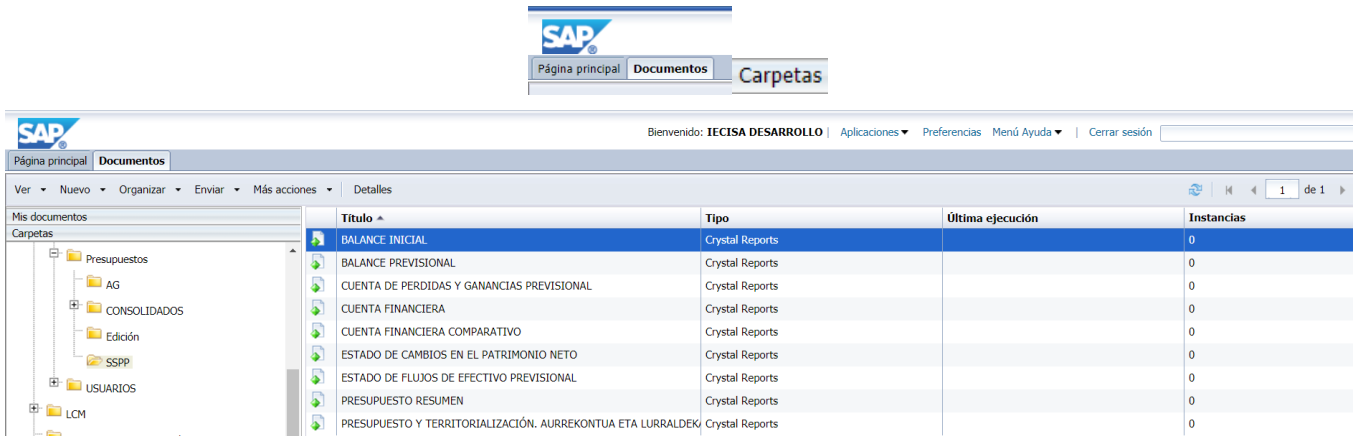 SAP®
Página principal Documentos
Carpetas
SAP®
Bienvenido: IECISA DESARROLLO | Aplicaciones Preferencias Menú Ayuda | Cerrar sesión
Página principal Documentos
Ver Nuevo Organizar Enviar Más acciones Detalles 1 de 1
Mis documentos
Carpetas
Presupuestos
AG
CONSOLIDADOS
Edición
SSPP
USUARIOS
LCM
Título Tipo Última ejecución Instancias
BALANCE INICIAL Crystal Reports 0
BALANCE PREVISIONAL Crystal Reports 0
CUENTA DE PERDIDAS Y GANANCIAS PREVISIONAL Crystal Reports 0
CUENTA FINANCIERA Crystal Reports 0
CUENTA FINANCIERA COMPARATIVO Crystal Reports 0
ESTADO DE CAMBIOS EN EL PATRIMONIO NETO Crystal Reports 0
ESTADO DE FLUJOS DE EFECTIVO PREVISIONAL Crystal Reports 0
PRESUPUESTO RESUMEN Crystal Reports 0
PRESUPUESTO Y TERRITORIALIZACIÓN. AURREKONTUA ETA LURRALDEK Crystal Reports 0